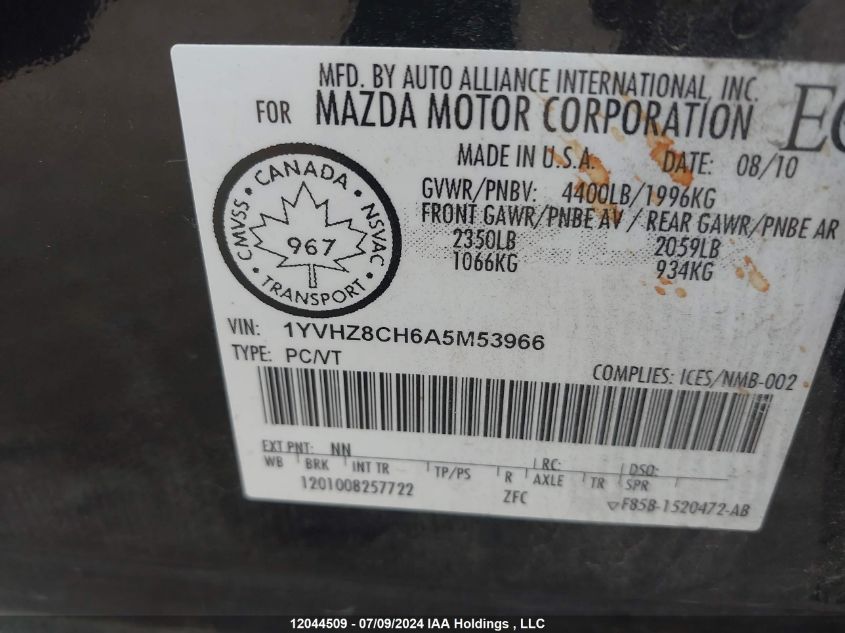 MFD. BY AUTO ALLIANCE INTERNATIONAL, INC.
FOR MAZDA MOTOR CORPORATION
MADE IN U.S.A. DATE: 08/10
GVWR/PNBV: 4400LB/1996KG
FRONT GAWR/PNBE AV / REAR GAWR/PNBE AR
2350LB 2059LB
1066KG 934KG
CANADA
CMVSS NSVAC
967
TRANSPORT
VIN: 1YVHZ8CH6A5M53966
TYPE: PC/VT
COMPLIES: ICES/NMB-002
EXT PNT: NN RC: DSO:
WB BRK INT TR TP/PS R AXLE TR SPR
1201008257722 ZFC
F85B-1520472-AB
12044509 - 07/09/2024 IAA Holdings , LLC